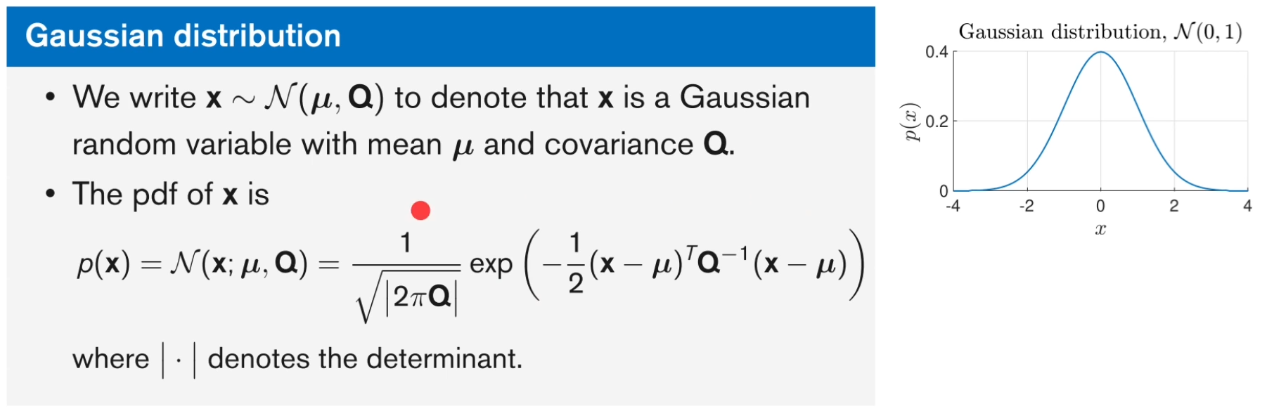 Gaussian distribution
• We write x ∼ 𝒩(μ, Q) to denote that x is a Gaussian
random variable with mean μ and covariance Q.
• The pdf of x is
p(x) = 𝒩(x; μ, Q) = 1/√|2πQ| exp(−1/2(x − μ)ᵀQ⁻¹(x − μ))
where | · | denotes the determinant.
Gaussian distribution, 𝒩(0, 1)
0.4
0.2
0
p(x)
-4 -2 0 2 4
x